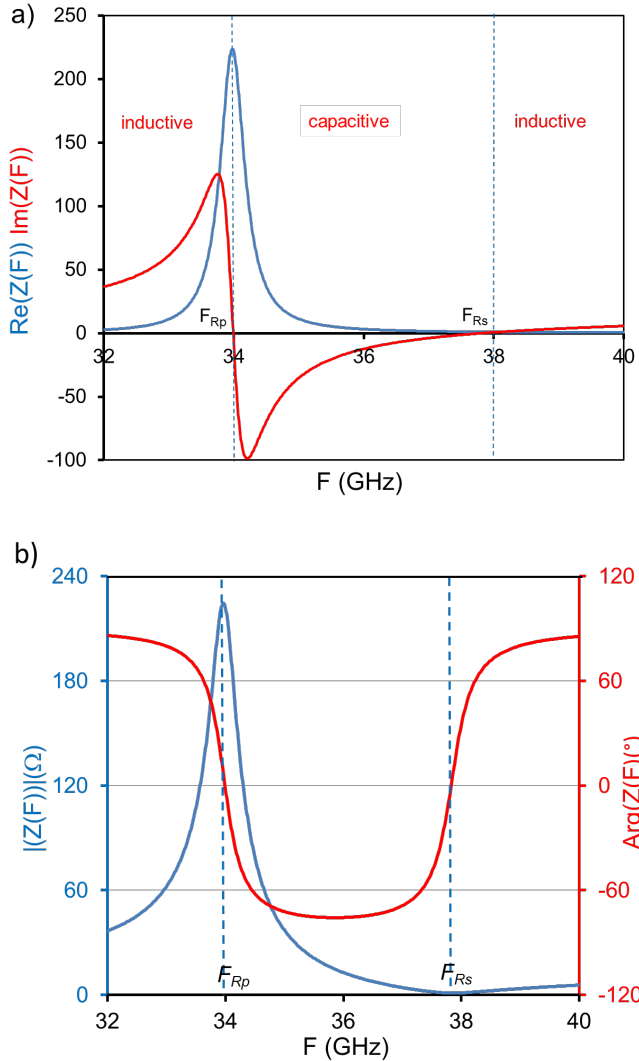 a)
250
200
150
100
50
0
-50
-100
Re(Z(F)) Im(Z(F))
inductive
capacitive
inductive
FRp
FRs
32
34
36
38
40
F (GHz)
b)
240
180
120
60
0
|(Z(F))|(Ω)
120
60
0
-60
-120
Arg(Z(F)(°)
FRp
FRs
32
34
36
38
40
F (GHz)